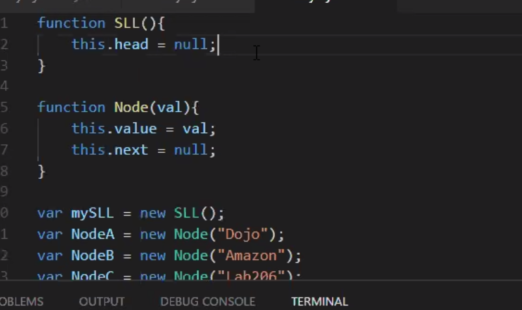 1 function SLL(){
2 this.head = null;
3 }
4
5 function Node(val){
6 this.value = val;
7 this.next = null;
8 }
9
0 var mySLL = new SLL();
1 var NodeA = new Node("Dojo");
2 var NodeB = new Node("Amazon");
3 var NodeC = new Node("Lab206");
OBLEMS OUTPUT DEBUG CONSOLE TERMINAL